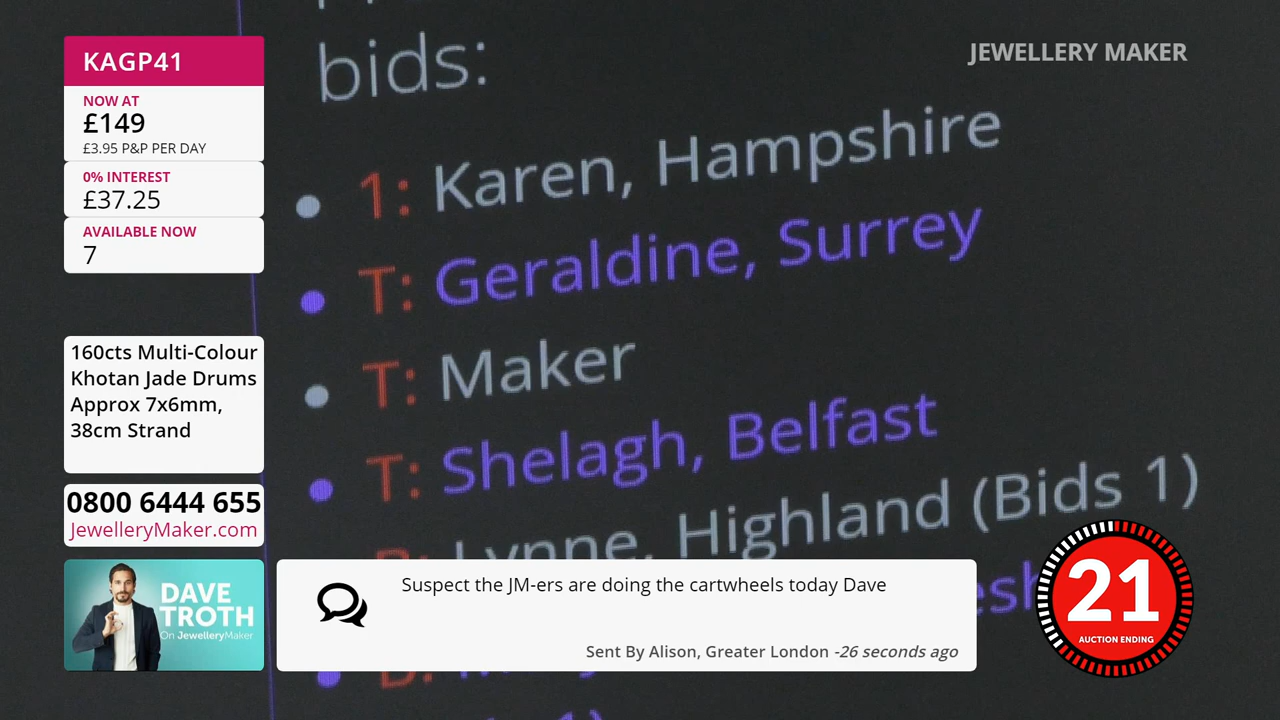 KAGP41
NOW AT
£149
£3.95 P&P PER DAY
0% INTEREST
£37.25
AVAILABLE NOW
7
160cts Multi-Colour
Khotan Jade Drums
Approx 7x6mm,
38cm Strand
0800 6444 655
JewelleryMaker.com
DAVE
TROTH
On JewelleryMaker
JEWELLERY MAKER
bids:
• 1: Karen, Hampshire
• T: Geraldine, Surrey
• T: Maker
• T: Shelagh, Belfast
Lynne, Highland (Bids 1)
Suspect the JM-ers are doing the cartwheels today Dave
Sent By Alison, Greater London -26 seconds ago
21
AUCTION ENDING